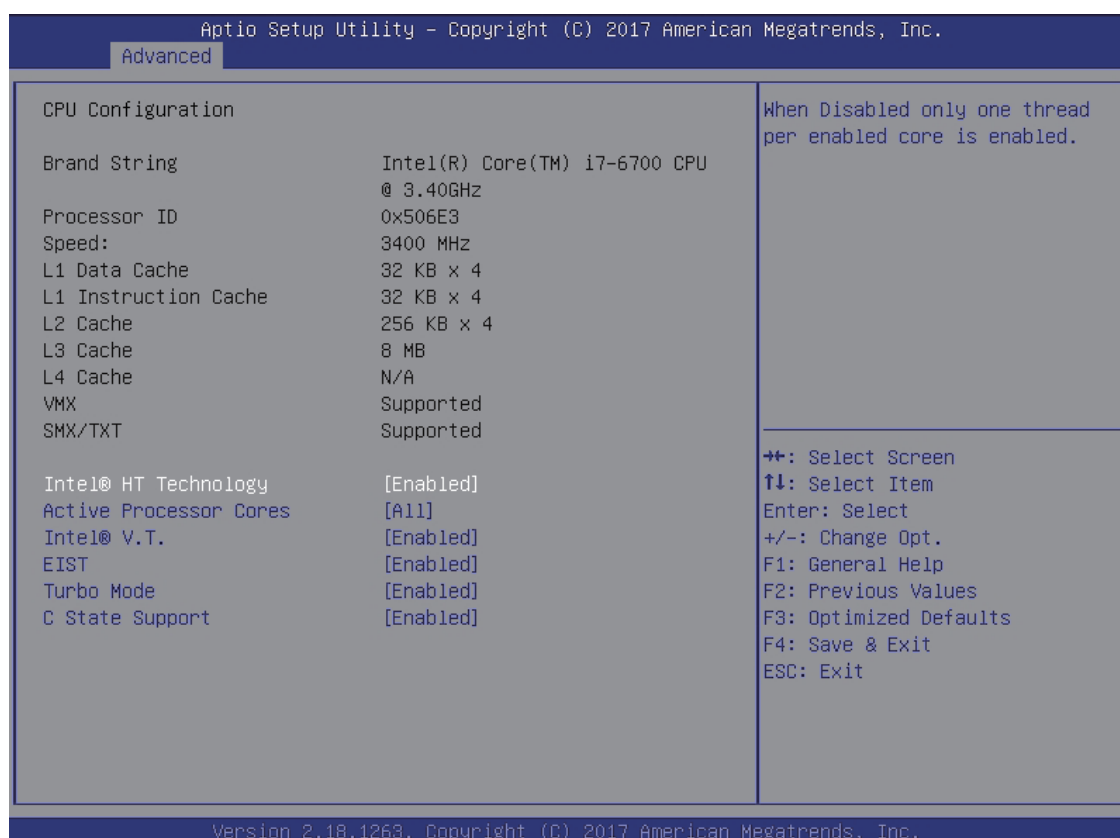 Aptio Setup Utility – Copyright (C) 2017 American Megatrends, Inc.
Advanced
CPU Configuration
Brand String Intel(R) Core(TM) i7-6700 CPU
@ 3.40GHz
Processor ID 0x506E3
Speed: 3400 MHz
L1 Data Cache 32 KB x 4
L1 Instruction Cache 32 KB x 4
L2 Cache 256 KB x 4
L3 Cache 8 MB
L4 Cache N/A
VMX Supported
SMX/TXT Supported
Intel® HT Technology [Enabled]
Active Processor Cores [All]
Intel® V.T. [Enabled]
EIST [Enabled]
Turbo Mode [Enabled]
C State Support [Enabled]
When Disabled only one thread
per enabled core is enabled.
→←: Select Screen
↑↓: Select Item
Enter: Select
+/-: Change Opt.
F1: General Help
F2: Previous Values
F3: Optimized Defaults
F4: Save & Exit
ESC: Exit
Version 2.18.1263. Copyright (C) 2017 American Megatrends, Inc.